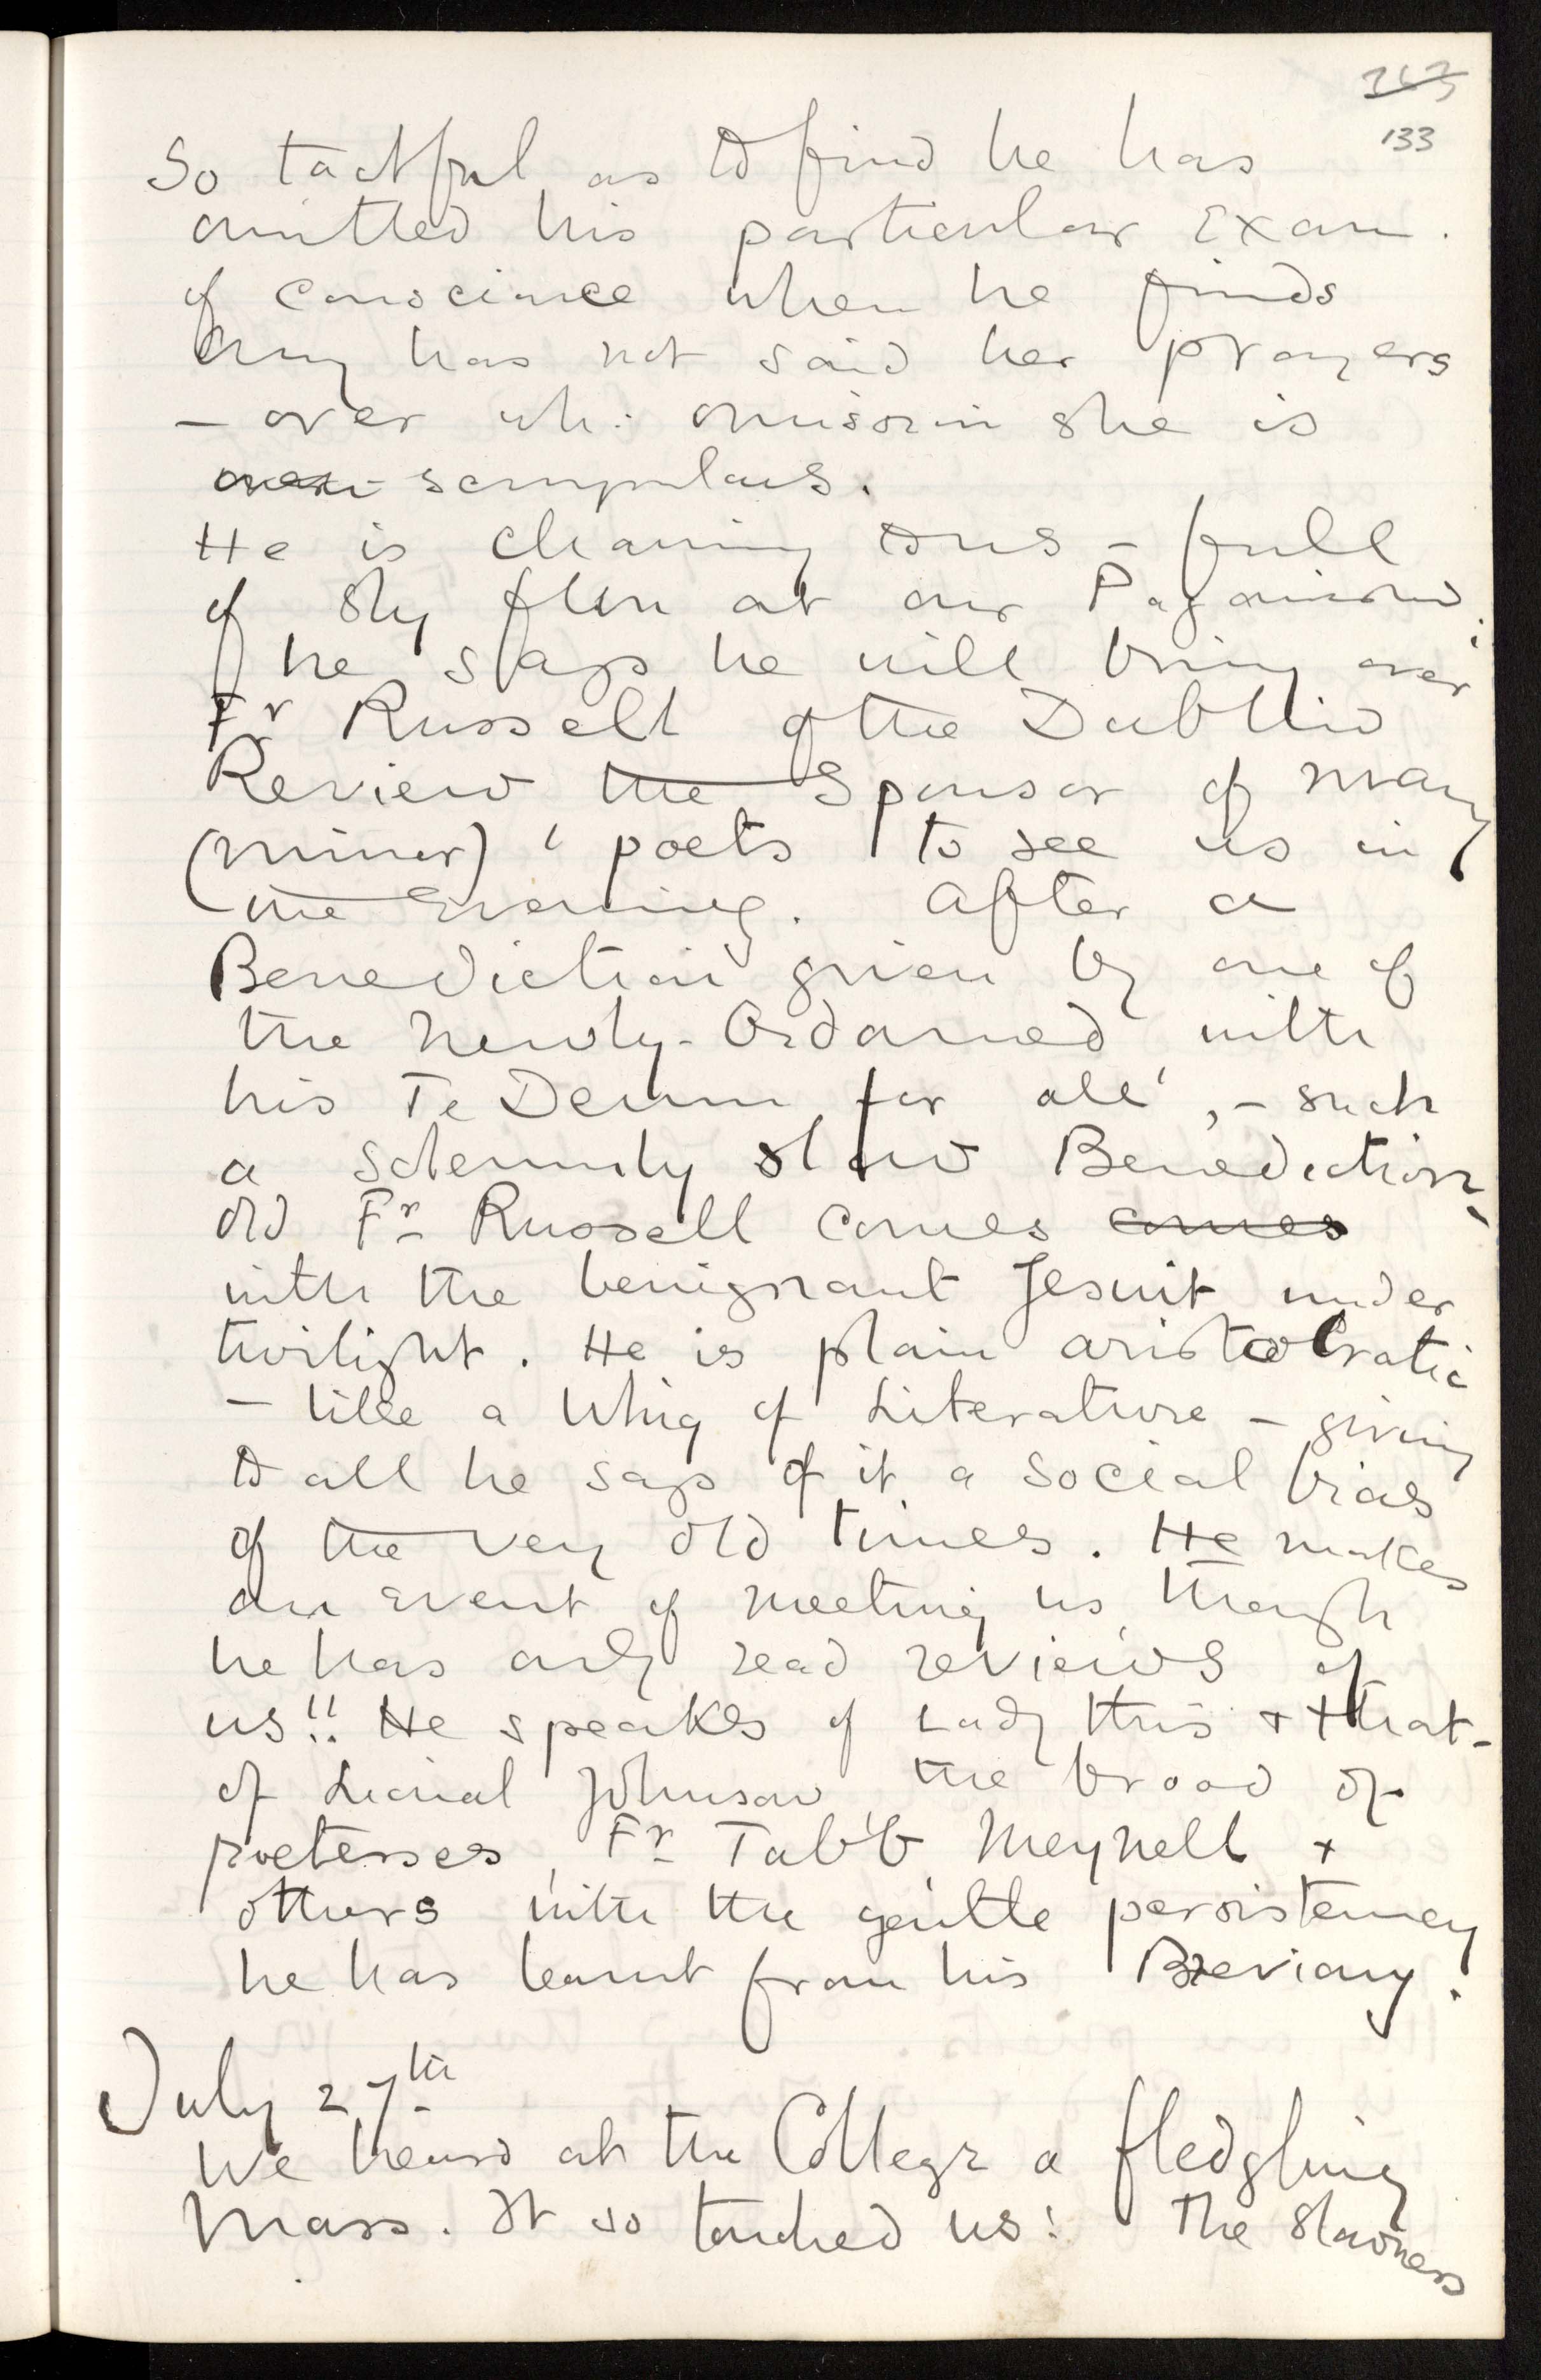 263
133
So tactful as to find he has
omitted his particular Exam.
of conscience when he finds
Amy has not said her prayers
– over wh: omission she is
over-scrupulous.
He is charming to us – full
of shy fun at our Paganism.
he says he will bring over
Fr Russell of the Dublin
Review the Sponsor of many
(minor) poets to see us in
the Evening. After a
Benediction given by one of
the Newly-Ordained with
his Te Deum for all, – such
a solemnly slow Benediction,
old Fr Russell comes comes
with the benignant Jesuit under
twilight. He is plain aristocratic
– like a Whig of Literature – giving
to all he says of it a social bias
of the very old times. He makes
an event of meeting us, though
he has only read reviews of
us!! He speaks of Lady this & that –
of Lionel Johnson the brood of
poetesses, Fr Tabb, Meynell &
others with the gentle persistency
he has learnt from his Breviary.
July 27th
We heard at the College a fledgling
Mass. It so touched us: The slowness